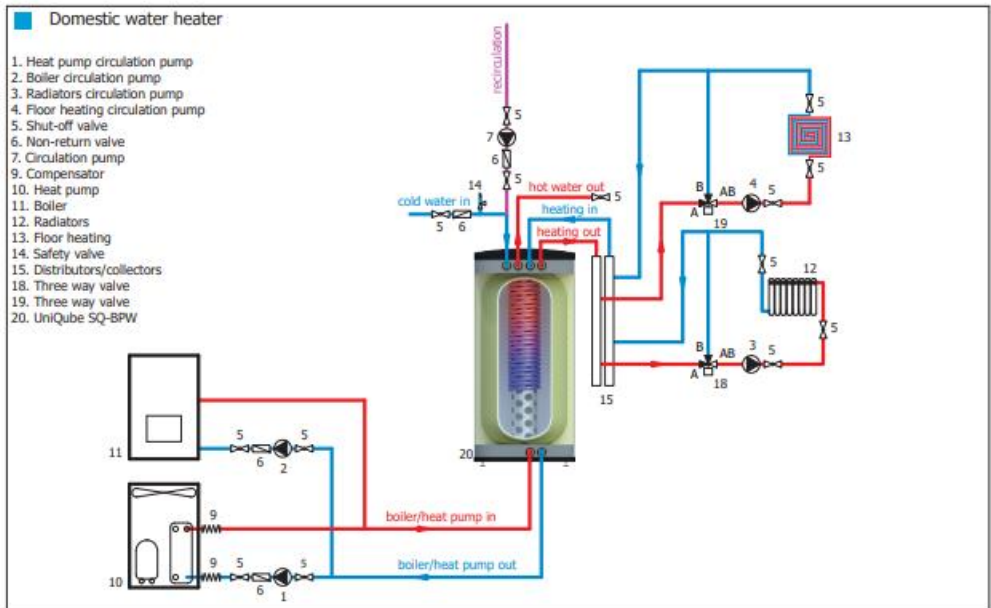 Domestic water heater
1. Heat pump circulation pump
2. Boiler circulation pump
3. Radiators circulation pump
4. Floor heating circulation pump
5. Shut-off valve
6. Non-return valve
7. Circulation pump
9. Compensator
10. Heat pump
11. Boiler
12. Radiators
13. Floor heating
14. Safety valve
15. Distributors/collectors
18. Three way valve
19. Three way valve
20. UniQube SQ-BPW
recirculation
5
7
6
5
14
cold water in
5
6
hot water out
5
heating in
heating out
5
13
5
B
AB
4
5
A
19
5
12
5
B
AB
3
5
A
18
15
20
11
5
6
2
5
9
boiler/heat pump in
10
9
5
6
1
5
boiler/heat pump out